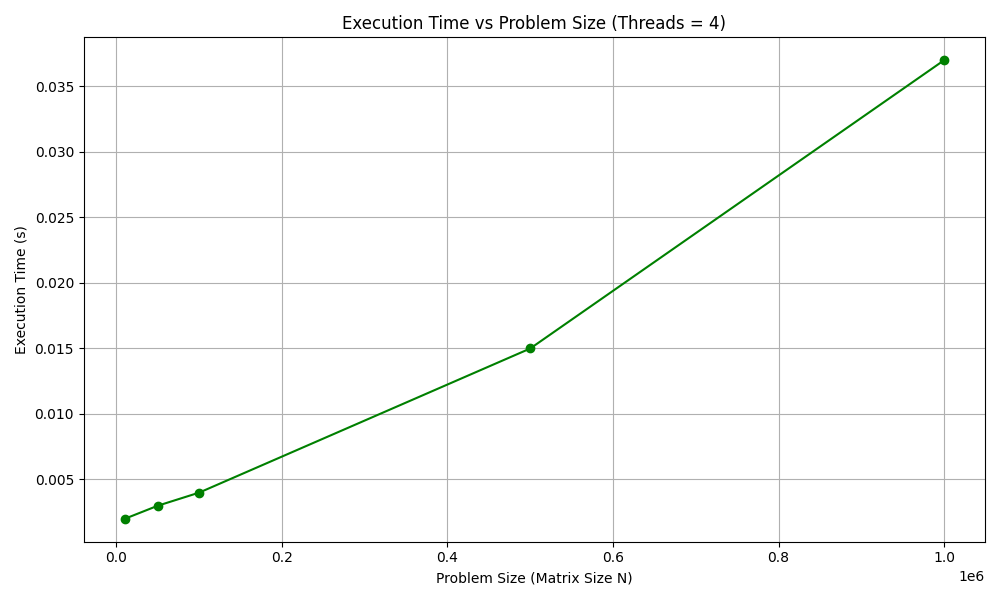 Execution Time vs Problem Size (Threads = 4)
Execution Time (s)
0.035
0.030
0.025
0.020
0.015
0.010
0.005
0.0 0.2 0.4 0.6 0.8 1.0
1e6
Problem Size (Matrix Size N)